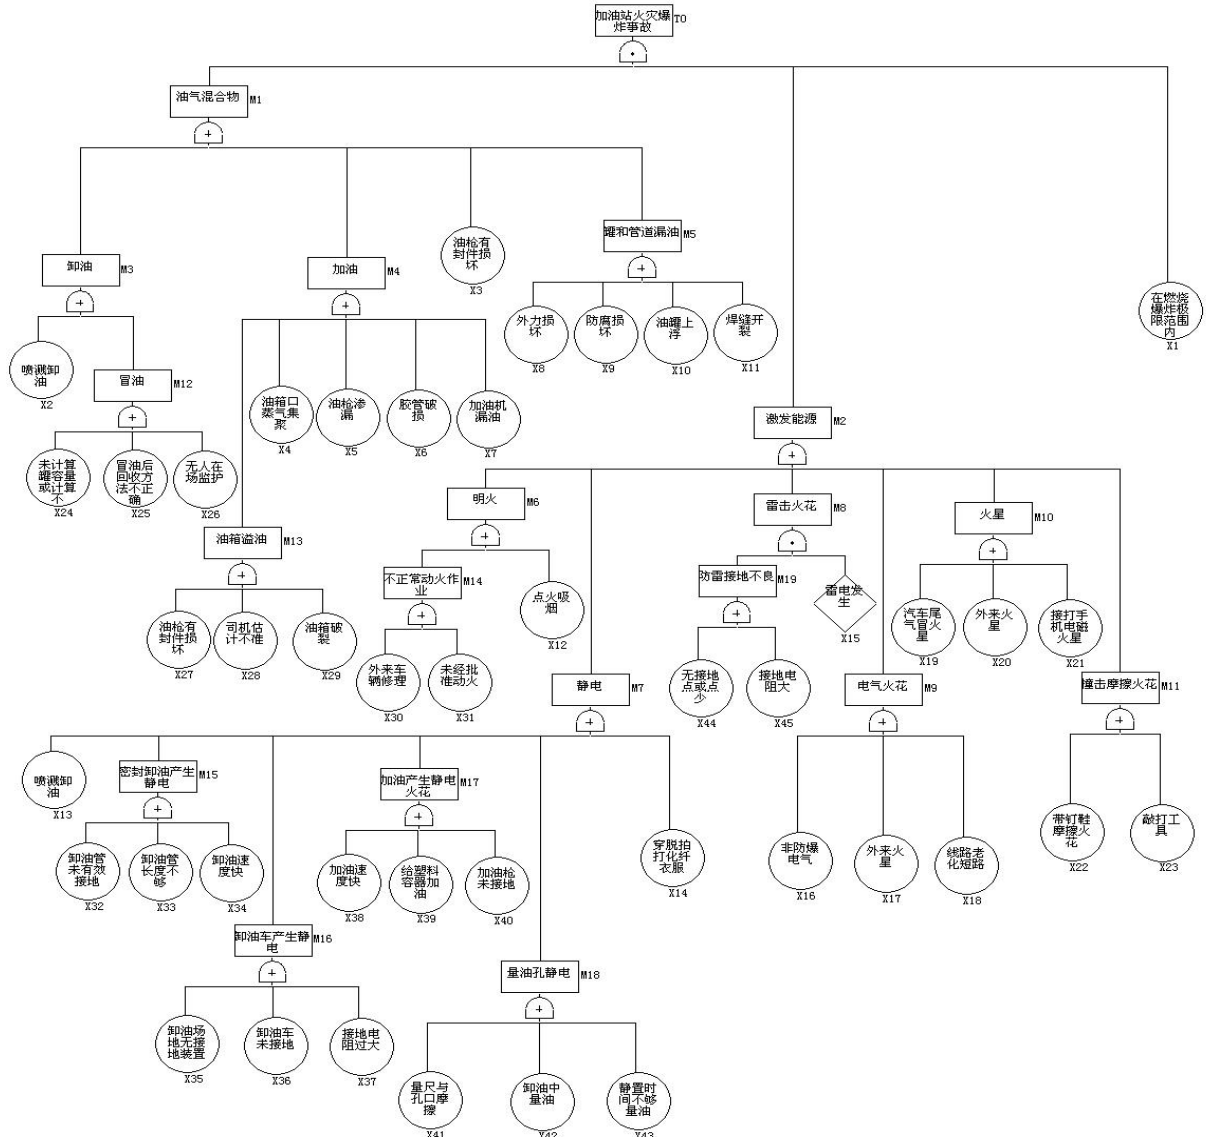 加油站火灾爆
炸事故
T0
油气混合物
M1
卸油
M3
加油
M4
油枪有
封件损
坏
X3
罐和管道漏油
M5
在燃烧
爆炸极
限范围
内
X1
喷溅卸
油
X2
冒油
M12
外力损
坏
X8
防腐损
坏
X9
油罐上
浮
X10
焊缝开
裂
X11
油箱口
蒸气集
聚
X4
油枪渗
漏
X5
胶管破
损
X6
加油机
漏油
X7
激发能源
M2
未计算
罐容量
或计算不
X24
冒油后
回收方
法不正
确
X25
无人在
场监护
X26
油箱溢油
M13
明火
M6
雷击火花
M8
火星
M10
不正常动火作
业
M14
点火吸
烟
X12
防雷接地不良
M19
雷电发
生
X15
油枪有
封件损
坏
X27
司机估
计不准
X28
油箱破
裂
X29
汽车尾
气冒火
星
X19
外来火
星
X20
接打手
机电磁
火星
X21
外来车
辆修理
X30
未经批
准动火
X31
静电
M7
无接地
点或点
少
X44
接地电
阻大
X45
电气火花
M9
撞击摩擦火花
M11
喷溅卸
油
X13
密封卸油产生
静电
M15
加油产生静电
火花
M17
穿脱拍
打化纤
衣服
X14
非防爆
电气
X16
外来火
星
X17
线路老
化短路
X18
带钉鞋
摩擦火
花
X22
敲打工
具
X23
卸油管
未有效
接地
X32
卸油管
长度不
够
X33
卸油速
度快
X34
加油速
度快
X38
给塑料
容器加
油
X39
加油枪
未接地
X40
卸油车产生静
电
M16
量油孔静电
M18
卸油场
地无接
地装置
X35
卸油车
未接地
X36
接地电
阻过大
X37
量尺与
孔口摩
擦
X41
卸油中
量油
X42
静置时
间不够
量油
X43